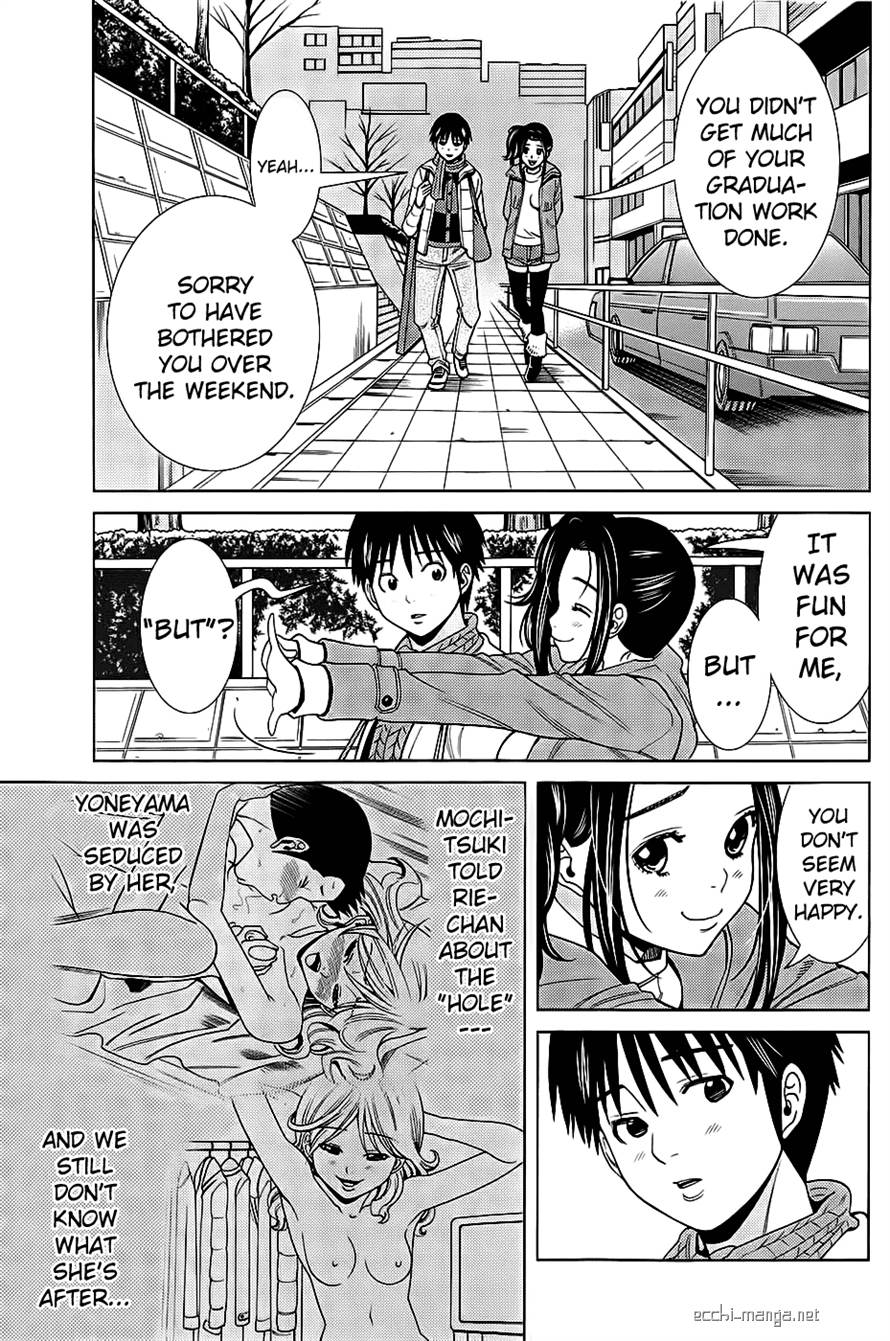 YOU DIDN'T
GET MUCH
OF YOUR
GRADUA-
TION WORK
DONE.
YEAH...
SORRY
TO HAVE
BOTHERED
YOU OVER
THE WEEKEND.
IT
WAS
FUN
FOR
ME,
BUT
...
"BUT"?
YOU
DON'T
SEEM
VERY
HAPPY.
MOCHI-
TSUKI
TOLD
RIE-
CHAN
ABOUT
THE
"HOLE"
---
YONEYAMA
WAS
SEDUCED
BY HER,
AND WE
STILL
DON'T
KNOW
WHAT
SHE'S
AFTER...
ecchi-manga.net